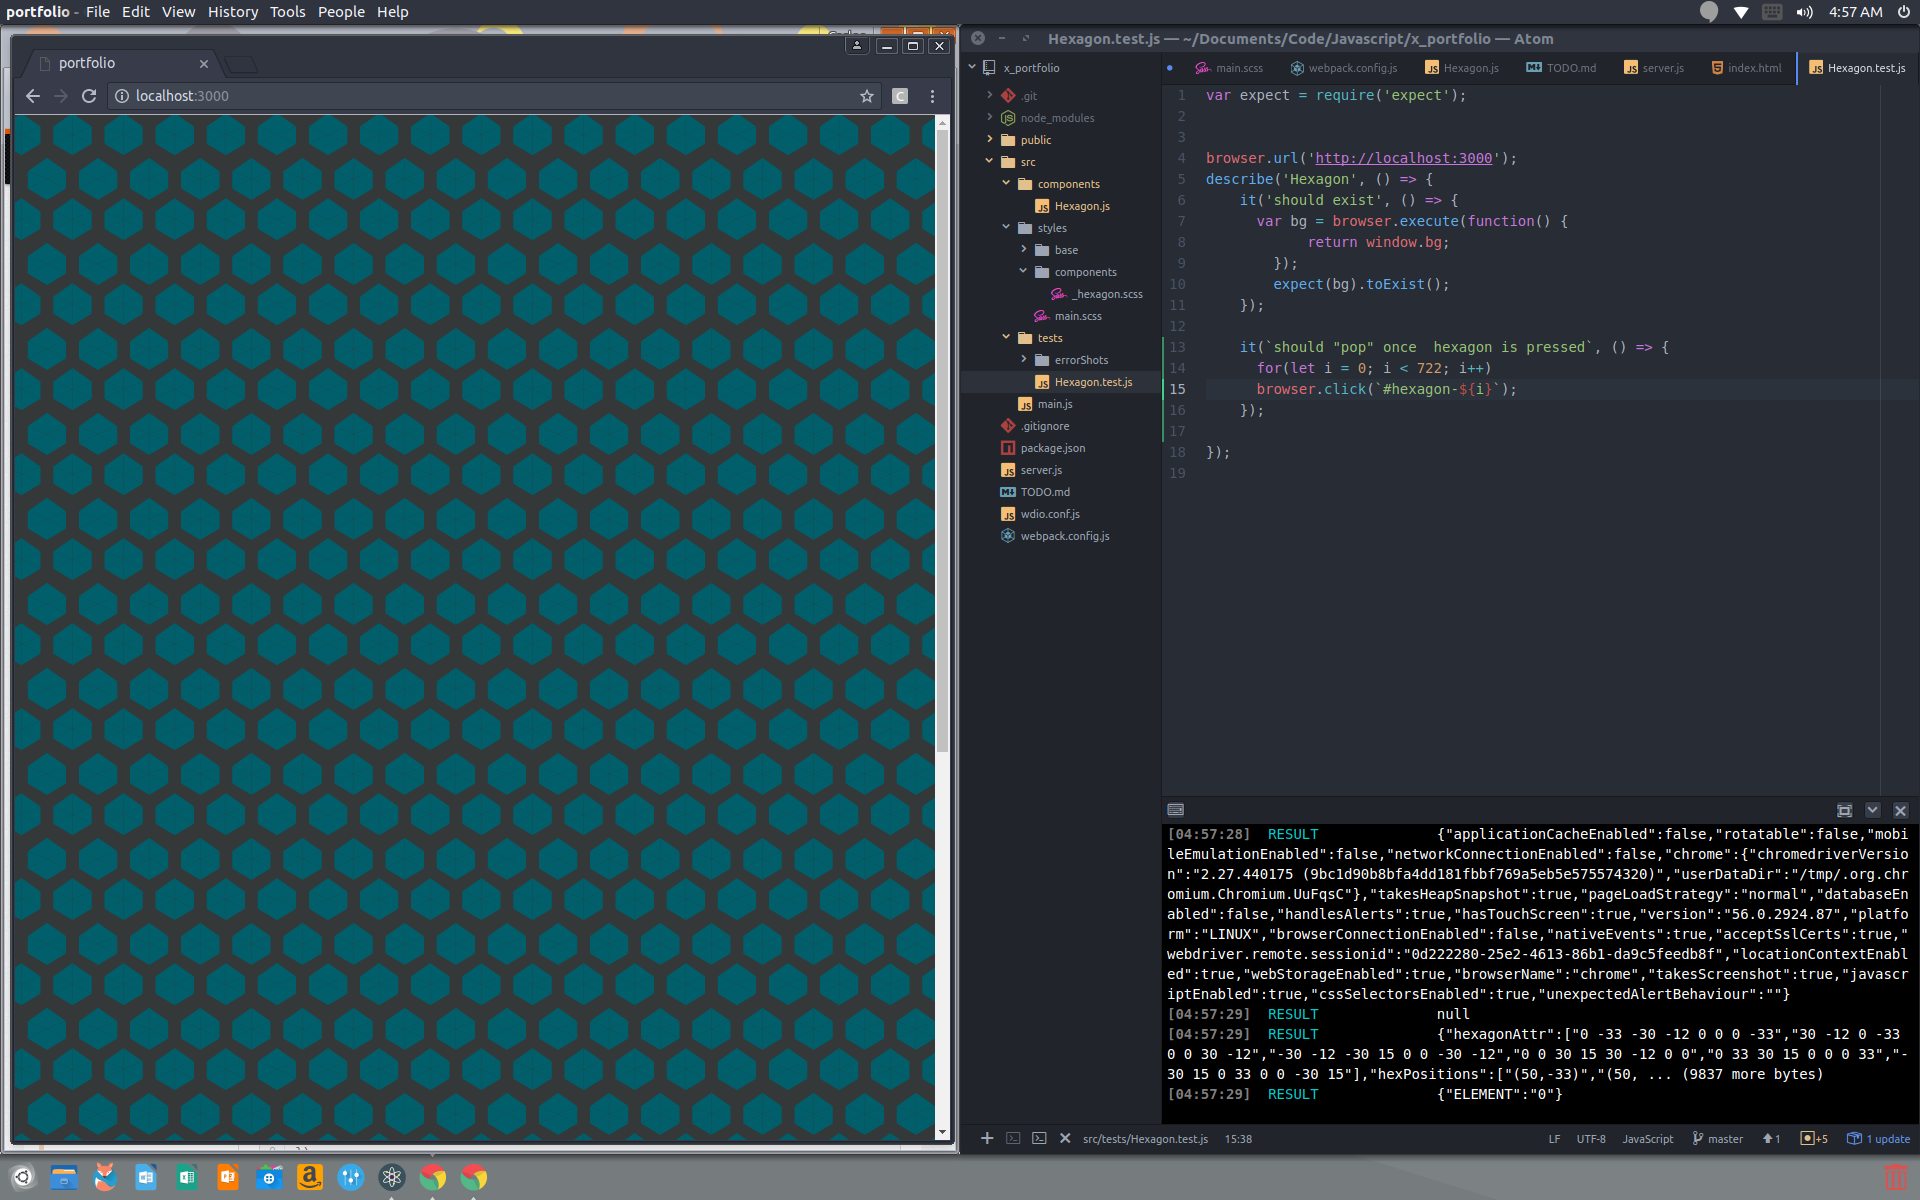 portfolio - File Edit View History Tools People Help
4:57 AM
portfolio
localhost:3000
C
Hexagon.test.js — ~/Documents/Code/Javascript/x_portfolio — Atom
x_portfolio
.git
node_modules
public
src
components
Hexagon.js
styles
base
components
_hexagon.scss
main.scss
tests
errorShots
Hexagon.test.js
main.js
.gitignore
package.json
server.js
TODO.md
wdio.conf.js
webpack.config.js
main.scss webpack.config.js Hexagon.js TODO.md server.js index.html Hexagon.test.js
1 var expect = require('expect');
2
3
4 browser.url('http://localhost:3000');
5 describe('Hexagon', () => {
6 it('should exist', () => {
7 var bg = browser.execute(function() {
8 return window.bg;
9 });
10 expect(bg).toExist();
11 });
12
13 it(`should "pop" once  hexagon is pressed`, () => {
14 for(let i = 0; i < 722; i++)
15 browser.click(`#hexagon-${i}`);
16 });
17
18 });
19
[04:57:28] RESULT {"applicationCacheEnabled":false,"rotatable":false,"mobi
leEmulationEnabled":false,"networkConnectionEnabled":false,"chrome":{"chromedriverVersio
n":"2.27.440175 (9bc1d90b8bfa4dd181fbbf769a5eb5e575574320)","userDataDir":"/tmp/.org.chr
omium.Chromium.UuFqsC"},"takesHeapSnapshot":true,"pageLoadStrategy":"normal","databaseEn
abled":false,"handlesAlerts":true,"hasTouchScreen":true,"version":"56.0.2924.87","platfo
rm":"LINUX","browserConnectionEnabled":false,"nativeEvents":true,"acceptSslCerts":true,"
webdriver.remote.sessionid":"0d222280-25e2-4613-86b1-da9c5feedb8f","locationContextEnabl
ed":true,"webStorageEnabled":true,"browserName":"chrome","takesScreenshot":true,"javascr
iptEnabled":true,"cssSelectorsEnabled":true,"unexpectedAlertBehaviour":""}
[04:57:29] RESULT null
[04:57:29] RESULT {"hexagonAttr":["0 -33 -30 -12 0 0 0 -33","30 -12 0 -33
0 0 30 -12","-30 -12 -30 15 0 0 -30 -12","0 0 30 15 30 -12 0 0","0 33 30 15 0 0 0 33","-
30 15 0 33 0 0 -30 15"],"hexPositions":["(50,-33)","(50, ... (9837 more bytes)
[04:57:29] RESULT {"ELEMENT":"0"}
src/tests/Hexagon.test.js 15:38 LF UTF-8 JavaScript master 1 +5 1 update